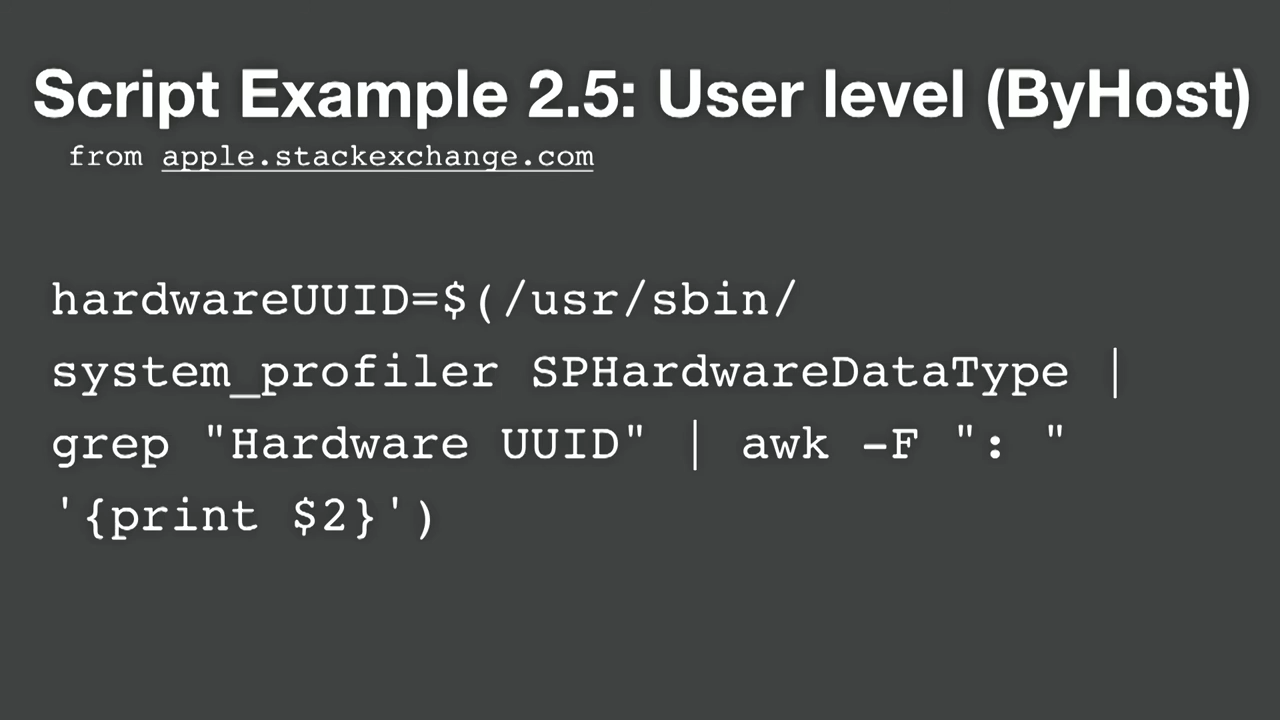 Script Example 2.5: User level (ByHost)
from apple.stackexchange.com
hardwareUUID=$(/usr/sbin/
system_profiler SPHardwareDataType |
grep "Hardware UUID" | awk -F ": "
'{print $2}')